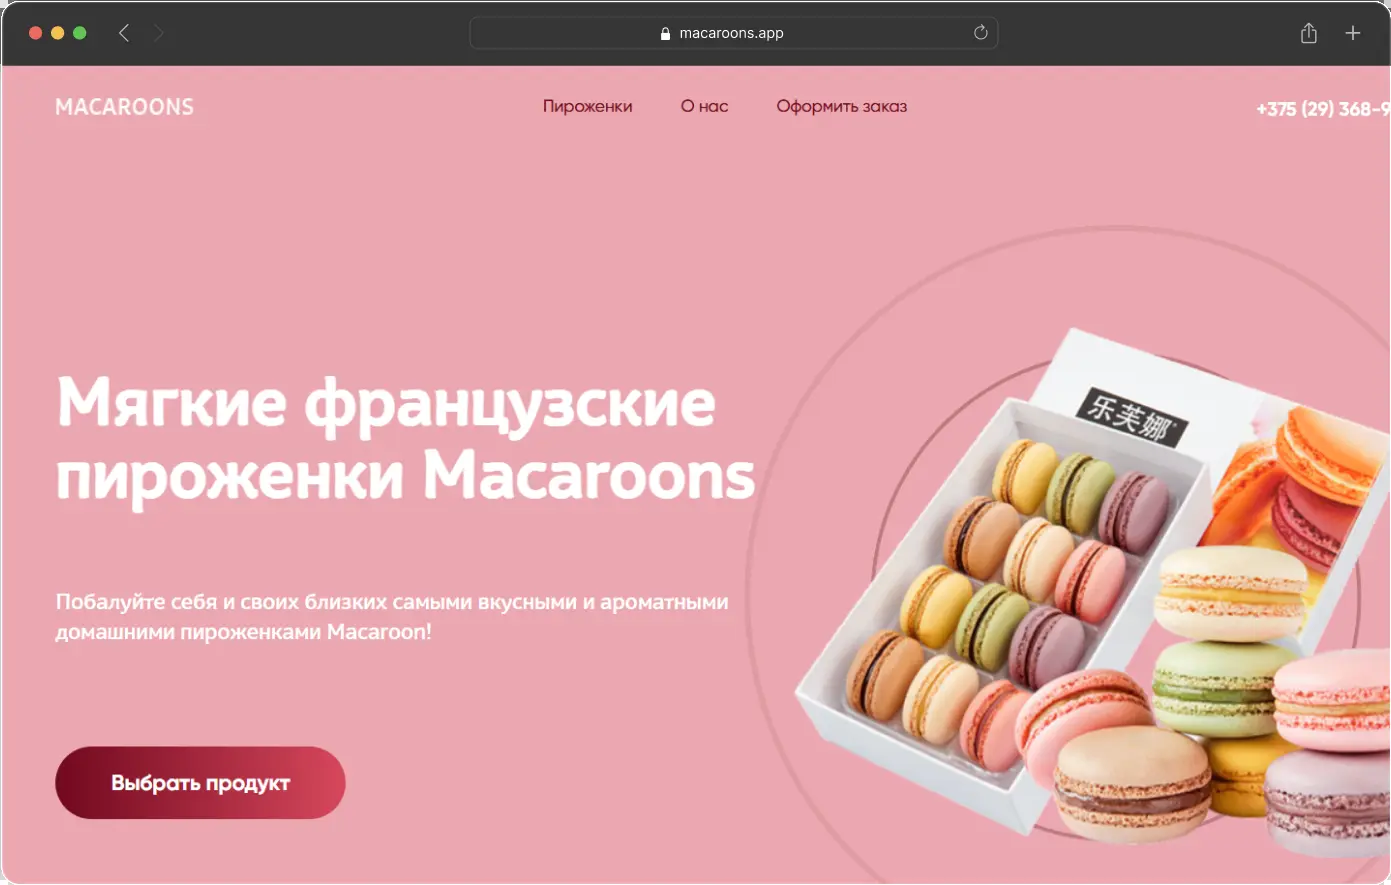 macaroons.app
MACAROONS
Пироженки
О нас
Оформить заказ
+375 (29) 368-9
Мягкие французские
пироженки Macaroons
乐芙娜
Побалуйте себя и своих близких самыми вкусными и ароматными
домашними пироженками Macaroon!
Выбрать продукт